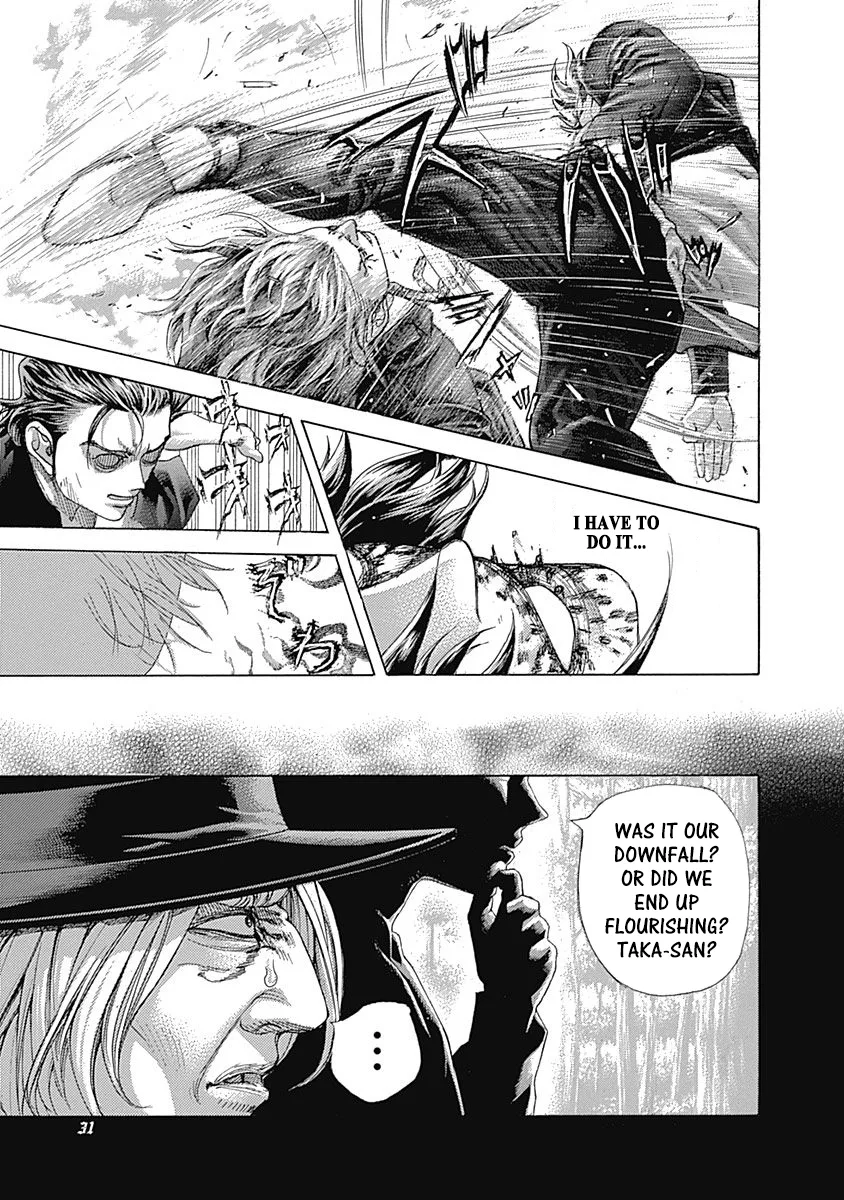 I HAVE TO
DO IT...
WAS IT OUR
DOWNFALL?
OR DID WE
END UP
FLOURISHING?
TAKA-SAN?
...
31